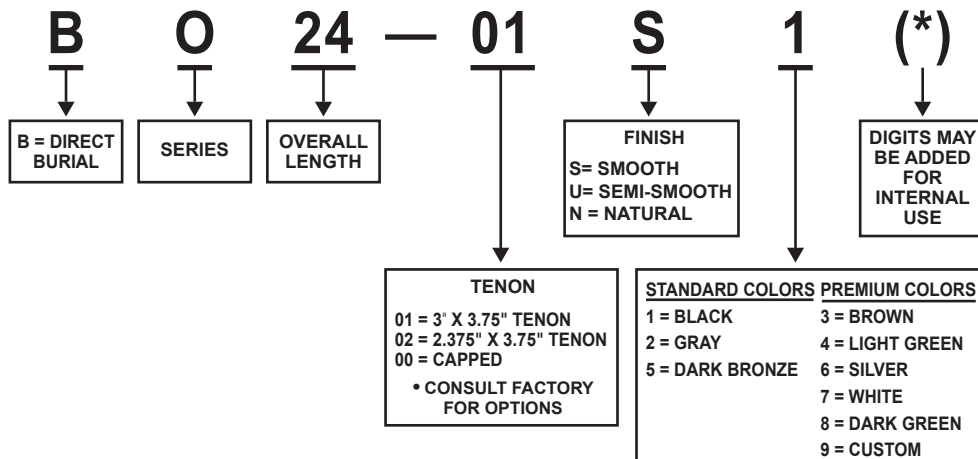 B O 24 — 01 S 1 (*)
B = DIRECT
BURIAL
SERIES
OVERALL
LENGTH
FINISH
S= SMOOTH
U= SEMI-SMOOTH
N = NATURAL
DIGITS MAY
BE ADDED
FOR
INTERNAL
USE
TENON
01 = 3" X 3.75" TENON
02 = 2.375" X 3.75" TENON
00 = CAPPED
• CONSULT FACTORY
FOR OPTIONS
STANDARD COLORS
1 = BLACK
2 = GRAY
5 = DARK BRONZE
PREMIUM COLORS
3 = BROWN
4 = LIGHT GREEN
6 = SILVER
7 = WHITE
8 = DARK GREEN
9 = CUSTOM